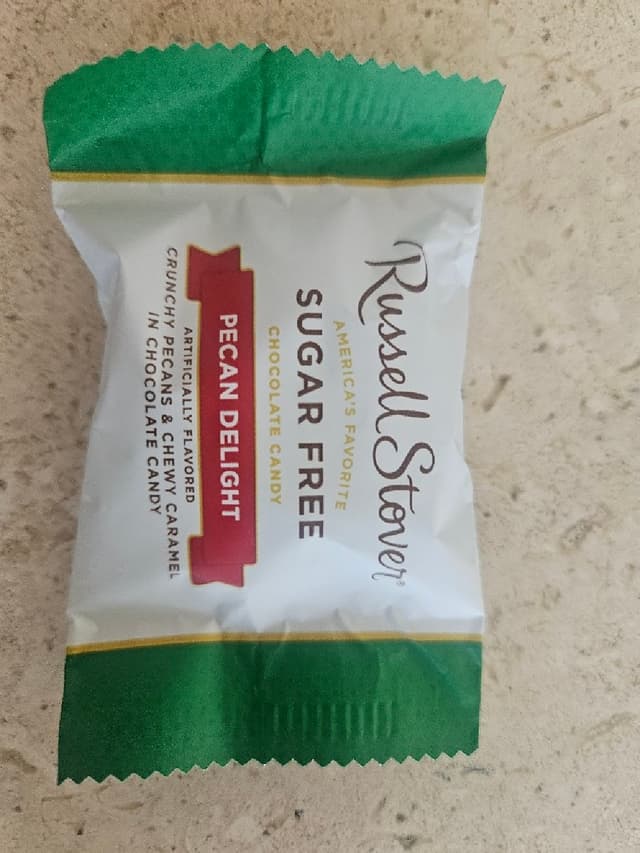 Russell Stover®
AMERICA'S FAVORITE
SUGAR FREE
CHOCOLATE CANDY
PECAN DELIGHT
ARTIFICIALLY FLAVORED
CRUNCHY PECANS & CHEWY CARAMEL
IN CHOCOLATE CANDY